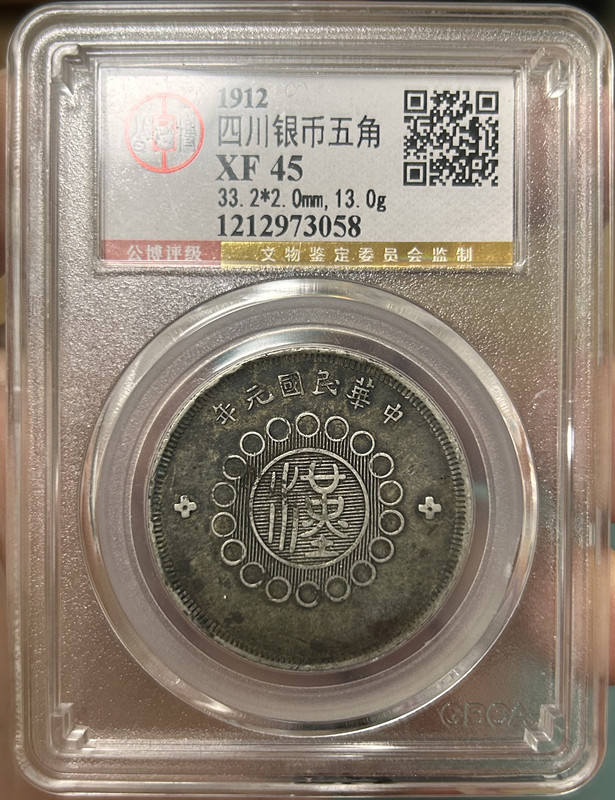 1912
四川银币五角
XF 45
33.2*2.0mm,13.0g
1212973058
公博评级 文物鉴定委员会监制
中華民國元年
漢
GBCA